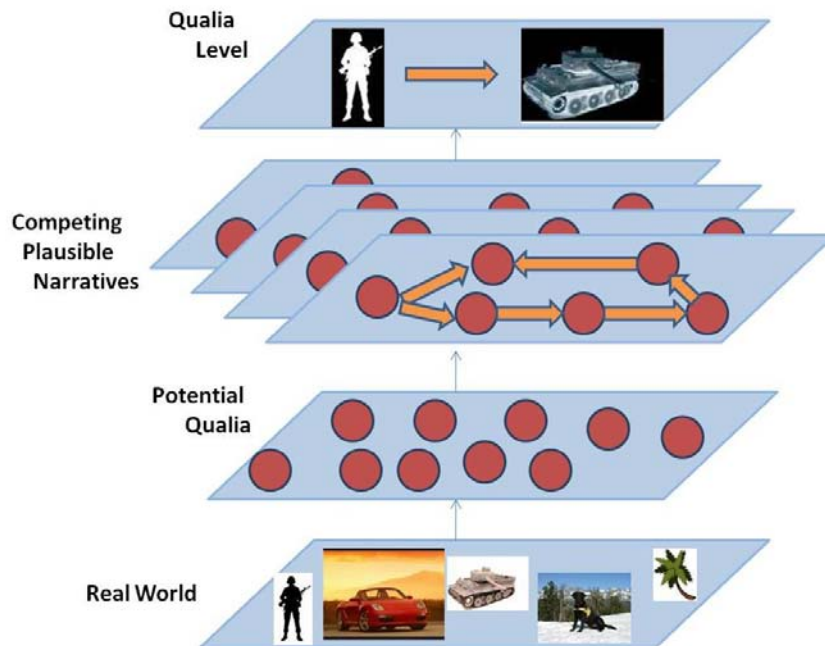 Qualia
Level
Competing
Plausible
Narratives
Potential
Qualia
Real World